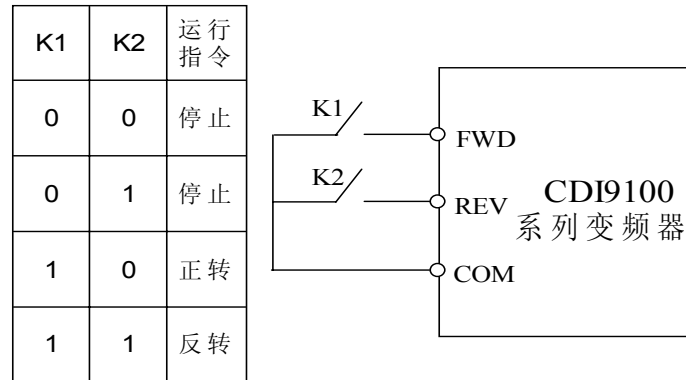 K1 K2 运行
指令
0 0 停止
0 1 停止
1 0 正转
1 1 反转
K1
FWD
K2
REV
COM
CDI9100
系列变频器